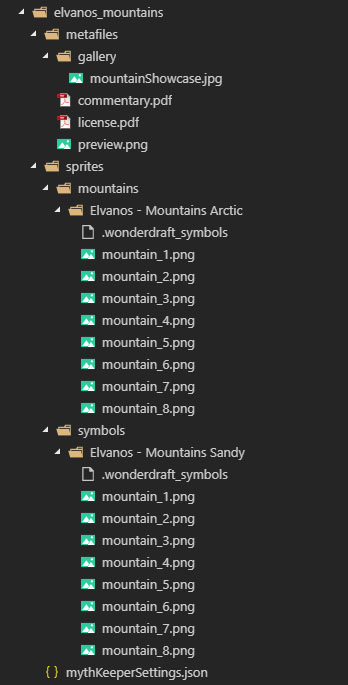 elvanos_mountains
metafiles
gallery
mountainShowcase.jpg
commentary.pdf
license.pdf
preview.png
sprites
mountains
Elvanos - Mountains Arctic
.wonderdraft_symbols
mountain_1.png
mountain_2.png
mountain_3.png
mountain_4.png
mountain_5.png
mountain_6.png
mountain_7.png
mountain_8.png
symbols
Elvanos - Mountains Sandy
.wonderdraft_symbols
mountain_1.png
mountain_2.png
mountain_3.png
mountain_4.png
mountain_5.png
mountain_6.png
mountain_7.png
mountain_8.png
{ } mythKeeperSettings.json